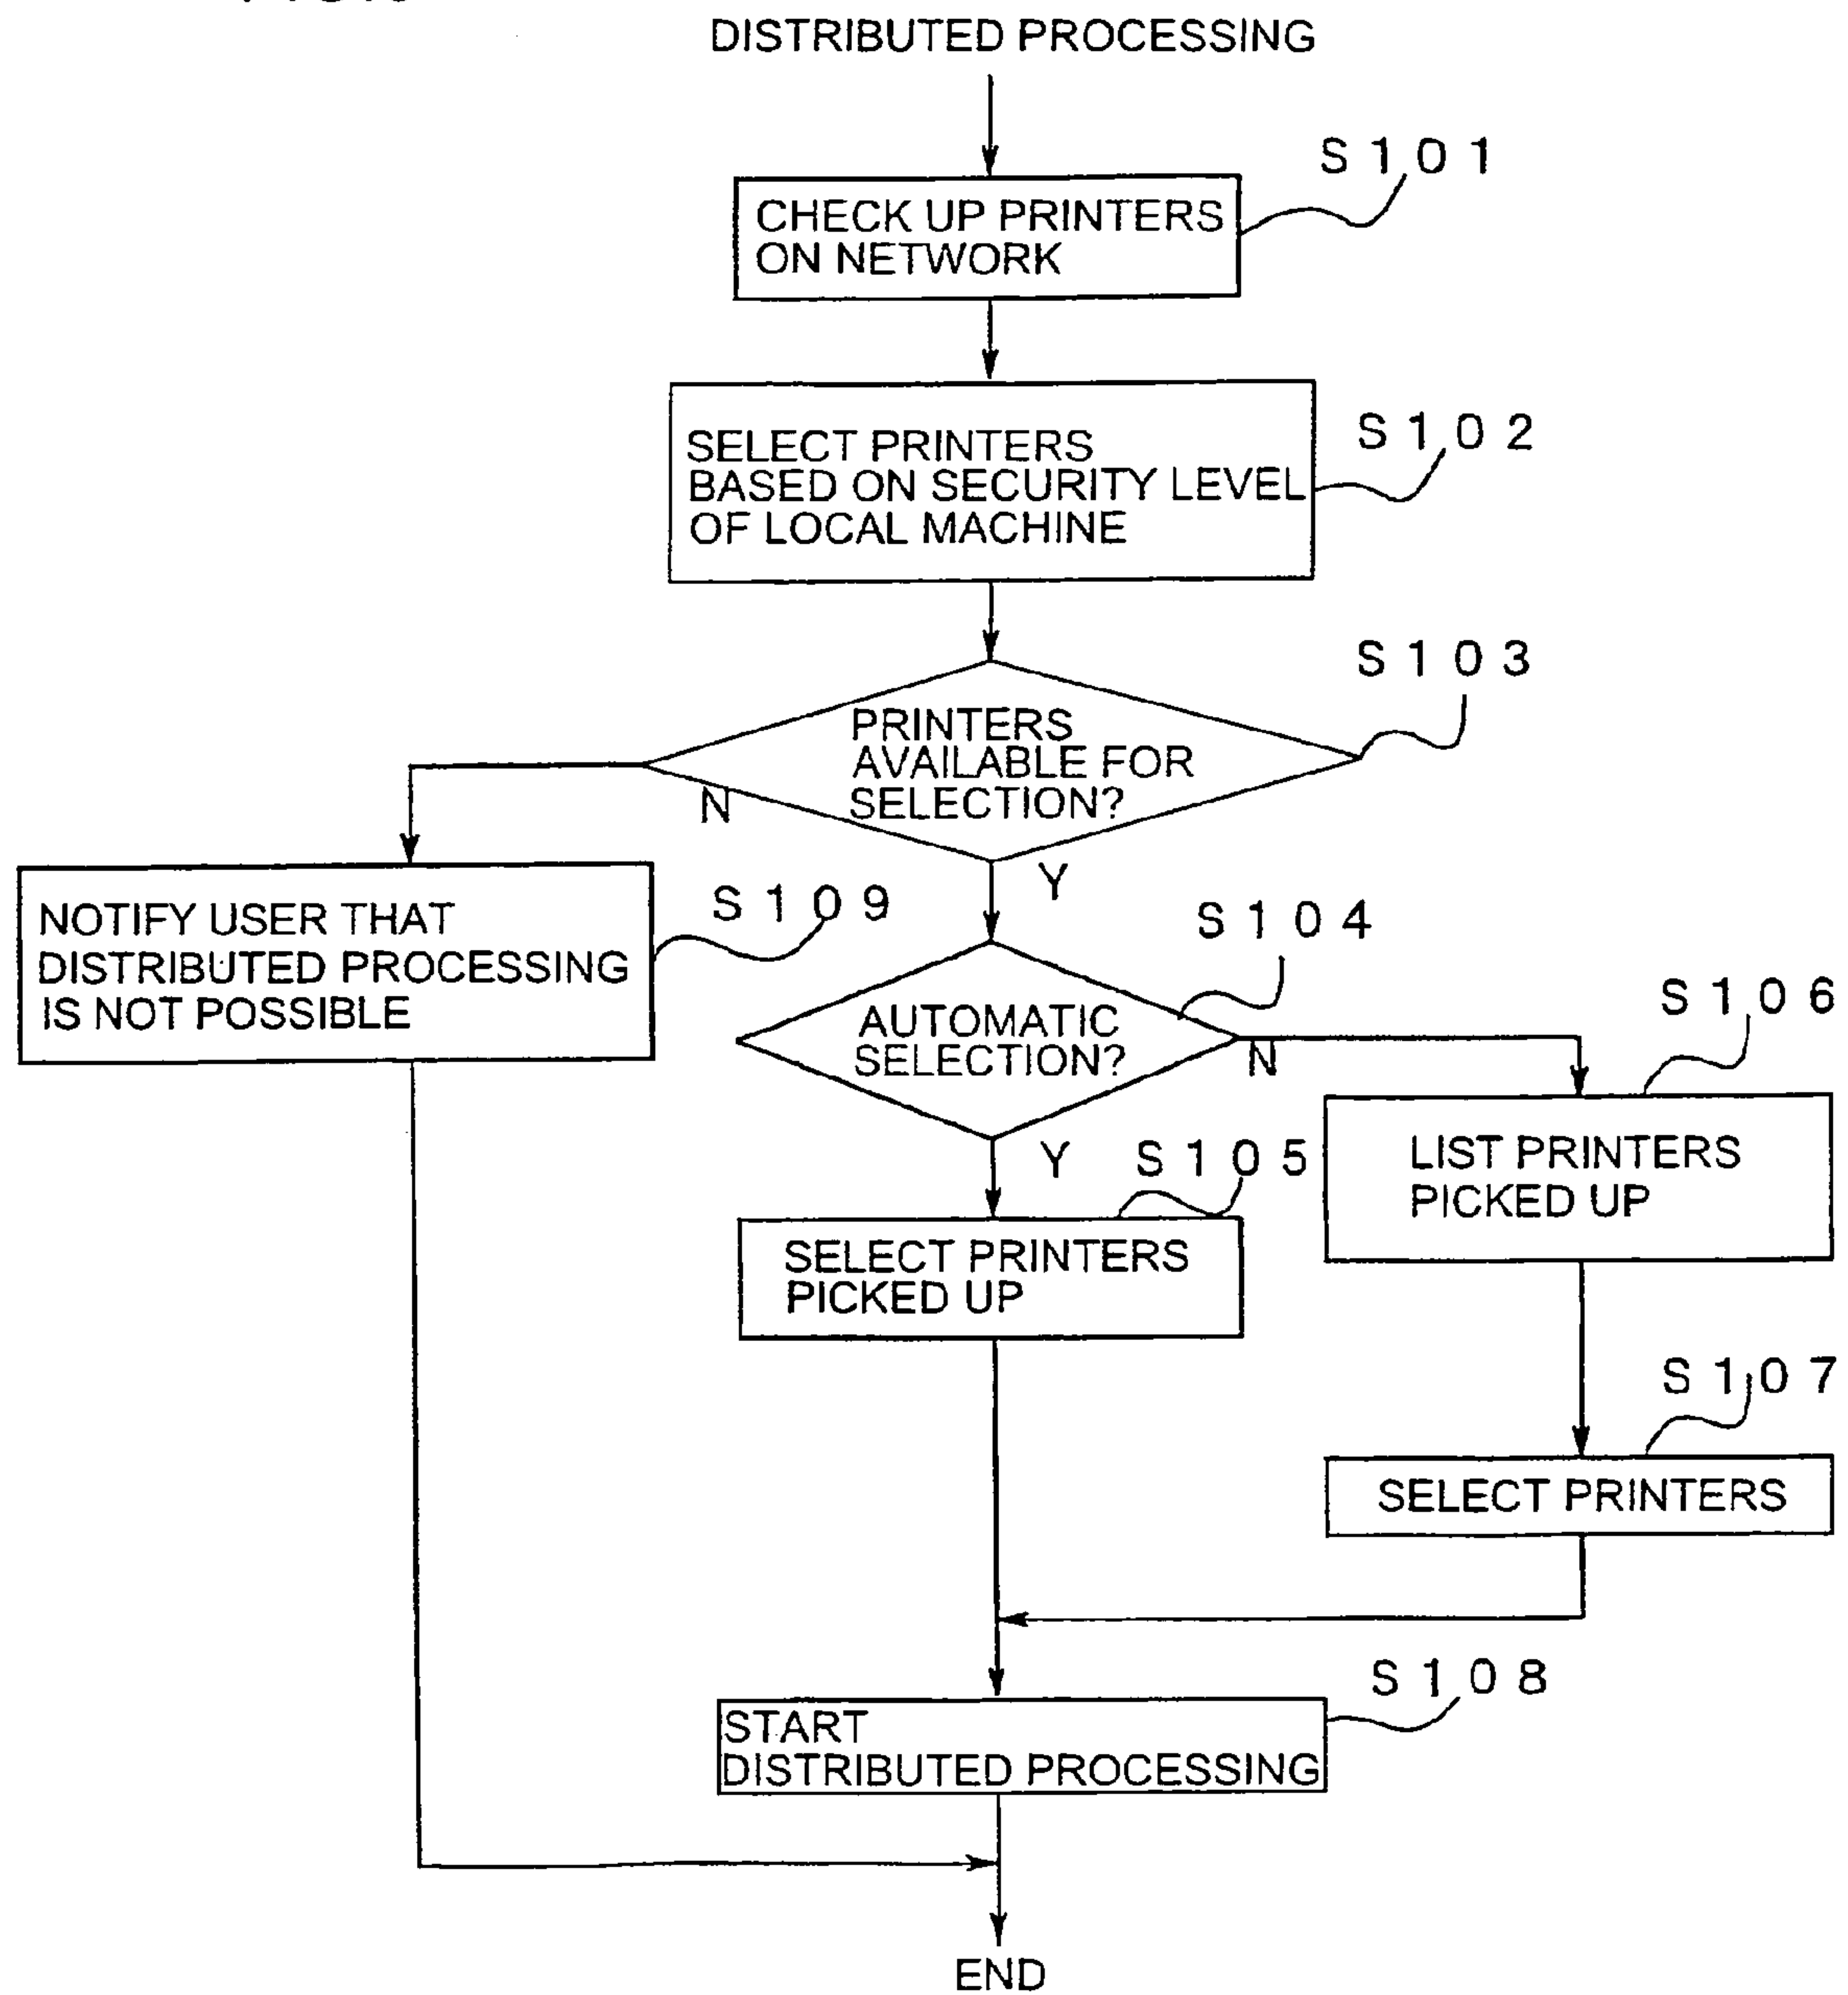 DISTRIBUTED PROCESSING
S101
CHECK UP PRINTERS
ON NETWORK
S102
SELECT PRINTERS
BASED ON SECURITY LEVEL
OF LOCAL MACHINE
S103
PRINTERS
AVAILABLE FOR
SELECTION?
N
Y
S109
NOTIFY USER THAT
DISTRIBUTED PROCESSING
IS NOT POSSIBLE
S104
AUTOMATIC
SELECTION?
N
Y
S106
LIST PRINTERS
PICKED UP
S105
SELECT PRINTERS
PICKED UP
S107
SELECT PRINTERS
S108
START
DISTRIBUTED PROCESSING
END